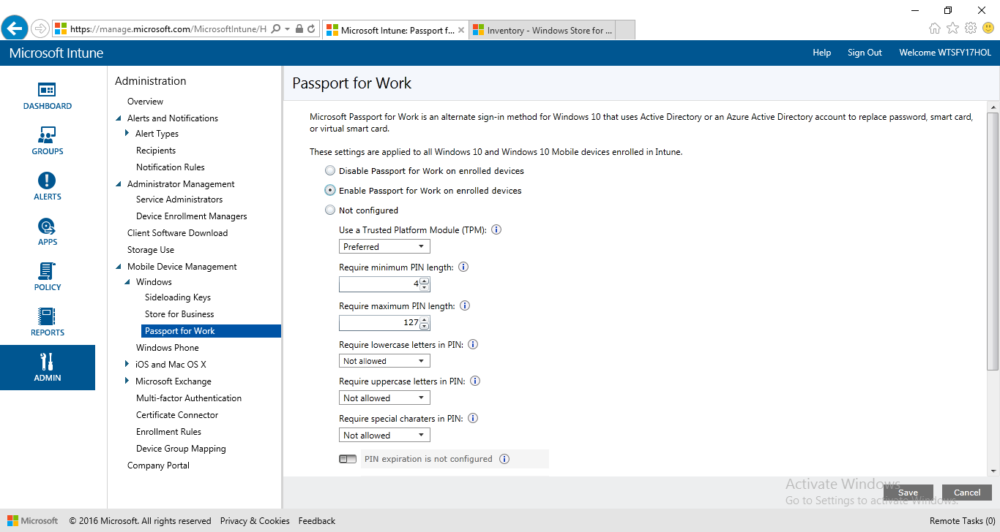 https://manage.microsoft.com/MicrosoftIntune/H
Microsoft Intune: Passport f...
Inventory - Windows Store for ...
Microsoft Intune
Help
Sign Out
Welcome WTSFY17HOL
DASHBOARD
GROUPS
ALERTS
APPS
POLICY
REPORTS
ADMIN
Administration
Overview
Alerts and Notifications
Alert Types
Recipients
Notification Rules
Administrator Management
Service Administrators
Device Enrollment Managers
Client Software Download
Storage Use
Mobile Device Management
Windows
Sideloading Keys
Store for Business
Passport for Work
Windows Phone
iOS and Mac OS X
Microsoft Exchange
Multi-factor Authentication
Certificate Connector
Enrollment Rules
Device Group Mapping
Company Portal
Passport for Work
Microsoft Passport for Work is an alternate sign-in method for Windows 10 that uses Active Directory or an Azure Active Directory account to replace password, smart card,
or virtual smart card.
These settings are applied to all Windows 10 and Windows 10 Mobile devices enrolled in Intune.
Disable Passport for Work on enrolled devices
Enable Passport for Work on enrolled devices
Not configured
Use a Trusted Platform Module (TPM):
Preferred
Require minimum PIN length:
4
Require maximum PIN length:
127
Require lowercase letters in PIN:
Not allowed
Require uppercase letters in PIN:
Not allowed
Require special charaters in PIN:
Not allowed
PIN expiration is not configured
Activate Windows
Go to Settings to activate Windows.
Save
Cancel
Microsoft
© 2016 Microsoft. All rights reserved
Privacy & Cookies
Feedback
Remote Tasks (0)